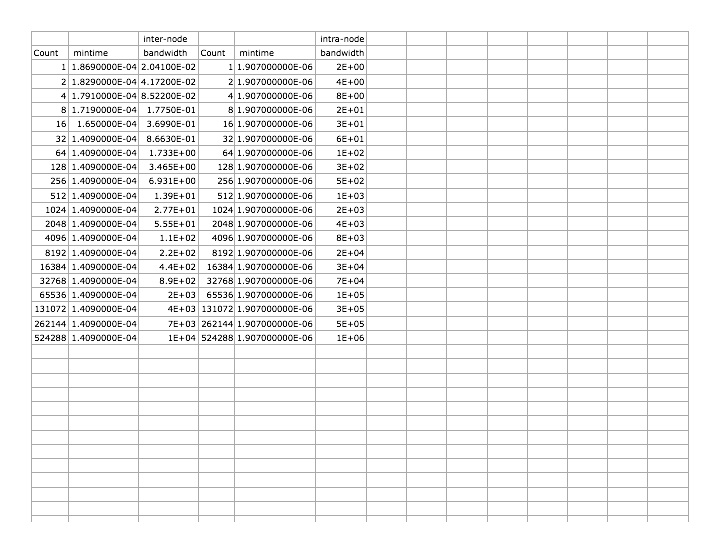 inter-node intra-node
Count mintime bandwidth Count mintime bandwidth
1 1.8690000E-04 2.04100E-02 1 1.907000000E-06 2E+00
2 1.8290000E-04 4.17200E-02 2 1.907000000E-06 4E+00
4 1.7910000E-04 8.52200E-02 4 1.907000000E-06 8E+00
8 1.7190000E-04 1.7750E-01 8 1.907000000E-06 2E+01
16 1.650000E-04 3.6990E-01 16 1.907000000E-06 3E+01
32 1.4090000E-04 8.6630E-01 32 1.907000000E-06 6E+01
64 1.4090000E-04 1.733E+00 64 1.907000000E-06 1E+02
128 1.4090000E-04 3.465E+00 128 1.907000000E-06 3E+02
256 1.4090000E-04 6.931E+00 256 1.907000000E-06 5E+02
512 1.4090000E-04 1.39E+01 512 1.907000000E-06 1E+03
1024 1.4090000E-04 2.77E+01 1024 1.907000000E-06 2E+03
2048 1.4090000E-04 5.55E+01 2048 1.907000000E-06 4E+03
4096 1.4090000E-04 1.1E+02 4096 1.907000000E-06 8E+03
8192 1.4090000E-04 2.2E+02 8192 1.907000000E-06 2E+04
16384 1.4090000E-04 4.4E+02 16384 1.907000000E-06 3E+04
32768 1.4090000E-04 8.9E+02 32768 1.907000000E-06 7E+04
65536 1.4090000E-04 2E+03 65536 1.907000000E-06 1E+05
131072 1.4090000E-04 4E+03 131072 1.907000000E-06 3E+05
262144 1.4090000E-04 7E+03 262144 1.907000000E-06 5E+05
524288 1.4090000E-04 1E+04 524288 1.907000000E-06 1E+06